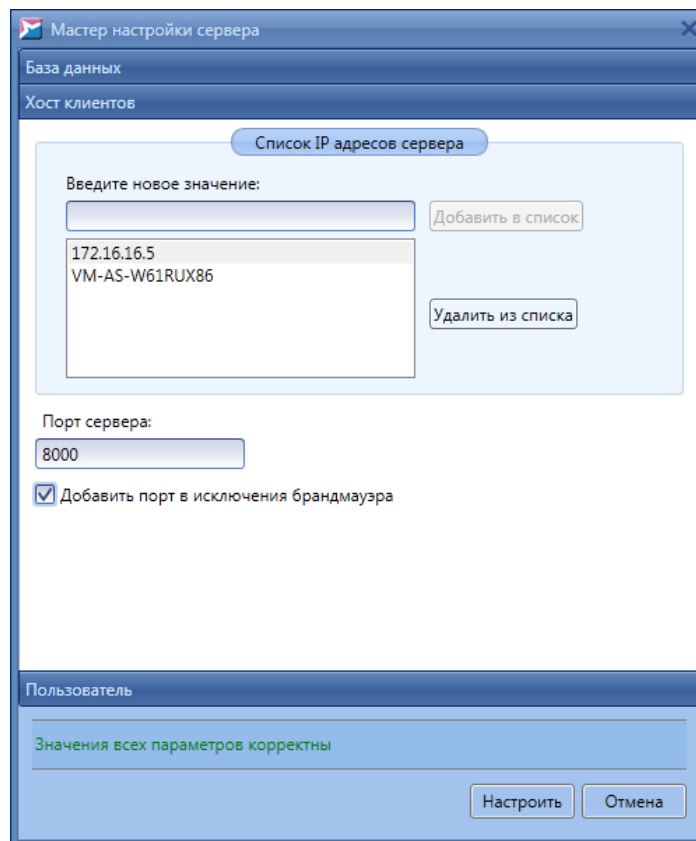 Мастер настройки сервера
База данных
Хост клиентов
Список IP адресов сервера
Введите новое значение:
Добавить в список
172.16.16.5
VM-AS-W61RUX86
Удалить из списка
Порт сервера:
8000
Добавить порт в исключения брандмауэра
Пользователь
Значения всех параметров корректны
Настроить Отмена